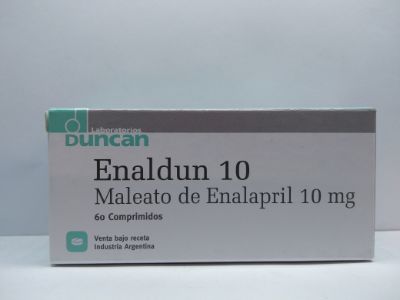 Laboratorios
Duncan
Enaldun 10
Maleato de Enalapril 10 mg
60 Comprimidos
Venta bajo receta
Industria Argentina